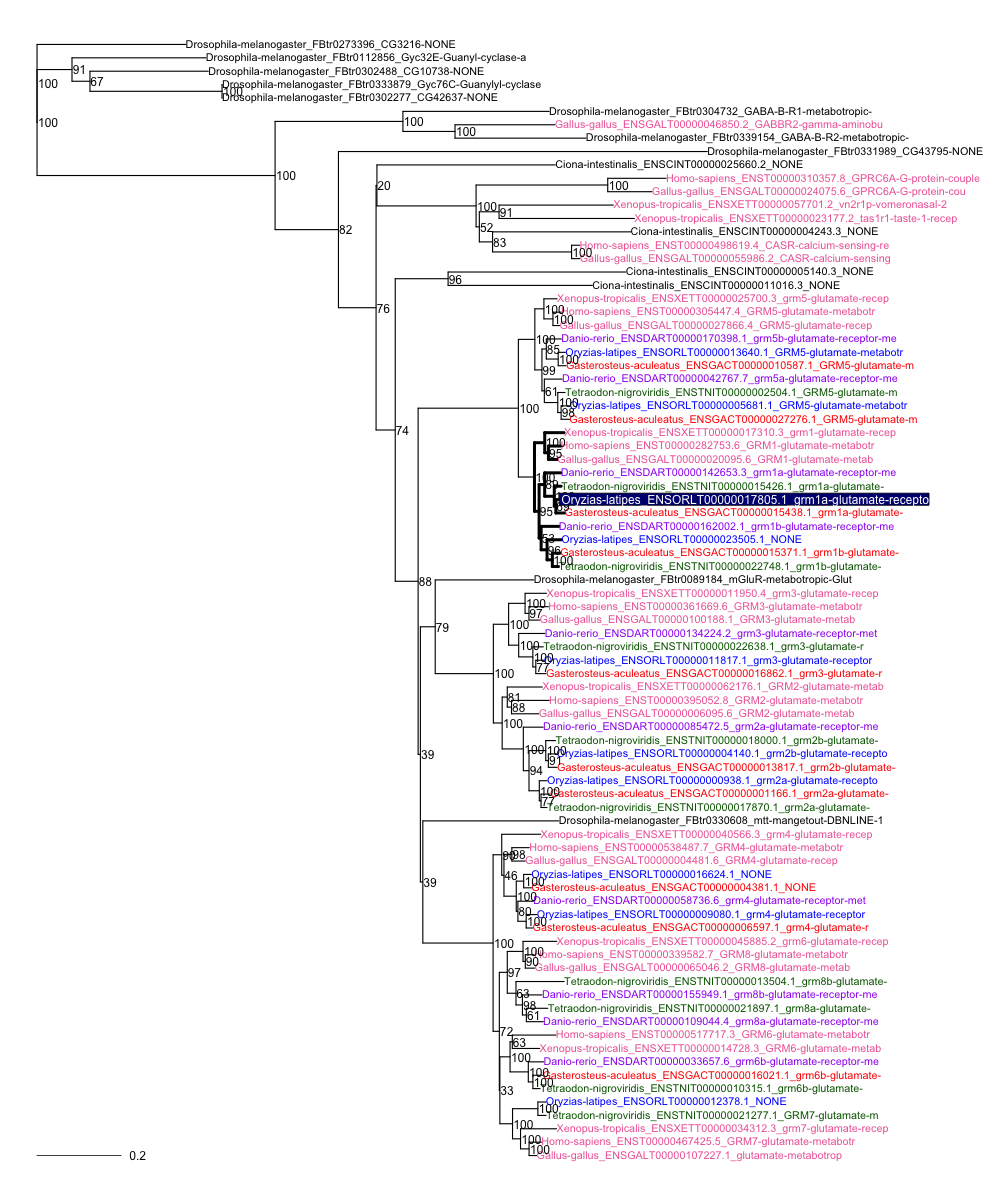 Drosophila-melanogaster_FBtr0273396_CG3216-NONE
Drosophila-melanogaster_FBtr0112856_Gyc32E-Guanyl-cyclase-a
91
Drosophila-melanogaster_FBtr0302488_CG10738-NONE
100
67
Drosophila-melanogaster_FBtr0333879_Gyc76C-Guanylyl-cyclase
100
Drosophila-melanogaster_FBtr0302277_CG42637-NONE
Drosophila-melanogaster_FBtr0304732_GABA-B-R1-metabotropic-
100
100
Gallus-gallus_ENSGALT00000046850.2_GABBR2-gamma-aminobu
100
Drosophila-melanogaster_FBtr0339154_GABA-B-R2-metabotropic-
Drosophila-melanogaster_FBtr0331989_CG43795-NONE
Ciona-intestinalis_ENSCINT00000025660.2_NONE
100
Homo-sapiens_ENST00000310357.8_GPRC6A-G-protein-couple
20
100
Gallus-gallus_ENSGALT00000024075.6_GPRC6A-G-protein-cou
Xenopus-tropicalis_ENSXETT00000057701.2_vn2r1p-vomeronasal-2
100
91
Xenopus-tropicalis_ENSXETT00000023177.2_tas1r1-taste-1-recep
52
82
Ciona-intestinalis_ENSCINT00000004243.3_NONE
83
Homo-sapiens_ENST00000498619.4_CASR-calcium-sensing-re
100
Gallus-gallus_ENSGALT00000055986.2_CASR-calcium-sensing
Ciona-intestinalis_ENSCINT00000005140.3_NONE
96
Ciona-intestinalis_ENSCINT00000011016.3_NONE
Xenopus-tropicalis_ENSXETT00000025700.3_grm5-glutamate-recep
76
100
Homo-sapiens_ENST00000305447.4_GRM5-glutamate-metabotr
100
Gallus-gallus_ENSGALT00000027866.4_GRM5-glutamate-recep
100
Danio-rerio_ENSDART00000170398.1_grm5b-glutamate-receptor-me
85
Oryzias-latipes_ENSORLT00000013640.1_GRM5-glutamate-metabotr
100
Gasterosteus-aculeatus_ENSGACT00000010587.1_GRM5-glutamate-m
99
Danio-rerio_ENSDART00000042767.7_grm5a-glutamate-receptor-me
61
Tetraodon-nigroviridis_ENSTNIT00000002504.1_GRM5-glutamate-m
100
Oryzias-latipes_ENSORLT00000005681.1_GRM5-glutamate-metabotr
100
98
Gasterosteus-aculeatus_ENSGACT00000027276.1_GRM5-glutamate-m
74
Xenopus-tropicalis_ENSXETT00000017310.3_grm1-glutamate-recep
100
Homo-sapiens_ENST00000282753.6_GRM1-glutamate-metabotr
95
Gallus-gallus_ENSGALT00000020095.6_GRM1-glutamate-metab
Danio-rerio_ENSDART00000142653.3_grm1a-glutamate-receptor-me
100
Tetraodon-nigroviridis_ENSTNIT00000015426.1_grm1a-glutamate-
Oryzias-latipes_ENSORLT00000017805.1_grm1a-glutamate-recepto
95
Gasterosteus-aculeatus_ENSGACT00000015438.1_grm1a-glutamate-
Danio-rerio_ENSDART00000162002.1_grm1b-glutamate-receptor-me
53
Oryzias-latipes_ENSORLT00000023505.1_NONE
96
Gasterosteus-aculeatus_ENSGACT00000015371.1_grm1b-glutamate-
100
Tetraodon-nigroviridis_ENSTNIT00000022748.1_grm1b-glutamate-
88
Drosophila-melanogaster_FBtr0089184_mGluR-metabotropic-Glut
Xenopus-tropicalis_ENSXETT00000011950.4_grm3-glutamate-recep
100
Homo-sapiens_ENST00000361669.6_GRM3-glutamate-metabotr
97
Gallus-gallus_ENSGALT00000100188.1_GRM3-glutamate-metab
79
100
Danio-rerio_ENSDART00000134224.2_grm3-glutamate-receptor-met
100
Tetraodon-nigroviridis_ENSTNIT00000022638.1_grm3-glutamate-r
100
Oryzias-latipes_ENSORLT00000011817.1_grm3-glutamate-receptor
77
Gasterosteus-aculeatus_ENSGACT00000016862.1_grm3-glutamate-r
100
Xenopus-tropicalis_ENSXETT00000062176.1_GRM2-glutamate-metab
81
Homo-sapiens_ENST00000395052.8_GRM2-glutamate-metabotr
88
Gallus-gallus_ENSGALT00000006095.6_GRM2-glutamate-metab
100
Danio-rerio_ENSDART00000085472.5_grm2a-glutamate-receptor-me
Tetraodon-nigroviridis_ENSTNIT00000018000.1_grm2b-glutamate-
100
100
Oryzias-latipes_ENSORLT00000004140.1_grm2b-glutamate-recepto
39
91
Gasterosteus-aculeatus_ENSGACT00000013817.1_grm2b-glutamate-
94
Oryzias-latipes_ENSORLT00000000938.1_grm2a-glutamate-recepto
100
Gasterosteus-aculeatus_ENSGACT00000001166.1_grm2a-glutamate-
77
Tetraodon-nigroviridis_ENSTNIT00000017870.1_grm2a-glutamate-
Drosophila-melanogaster_FBtr0330608_mtt-mangetout-DBNLINE-1
Xenopus-tropicalis_ENSXETT00000040566.3_grm4-glutamate-recep
Homo-sapiens_ENST00000538487.7_GRM4-glutamate-metabotr
98
Gallus-gallus_ENSGALT00000004481.6_GRM4-glutamate-recep
46
Oryzias-latipes_ENSORLT00000016624.1_NONE
39
100
Gasterosteus-aculeatus_ENSGACT00000004381.1_NONE
100
Danio-rerio_ENSDART00000058736.6_grm4-glutamate-receptor-met
80
Oryzias-latipes_ENSORLT00000009080.1_grm4-glutamate-receptor
100
Gasterosteus-aculeatus_ENSGACT00000006597.1_grm4-glutamate-r
100
Xenopus-tropicalis_ENSXETT00000045885.2_grm6-glutamate-recep
100
Homo-sapiens_ENST00000339582.7_GRM8-glutamate-metabotr
90
Gallus-gallus_ENSGALT00000065046.2_GRM8-glutamate-metab
97
Tetraodon-nigroviridis_ENSTNIT00000013504.1_grm8b-glutamate-
63
Danio-rerio_ENSDART00000155949.1_grm8b-glutamate-receptor-me
98
Tetraodon-nigroviridis_ENSTNIT00000021897.1_grm8a-glutamate-
61
Danio-rerio_ENSDART00000109044.4_grm8a-glutamate-receptor-me
72
Homo-sapiens_ENST00000517717.3_GRM6-glutamate-metabotr
63
Xenopus-tropicalis_ENSXETT00000014728.3_GRM6-glutamate-metab
100
Danio-rerio_ENSDART00000033657.6_grm6b-glutamate-receptor-me
100
Gasterosteus-aculeatus_ENSGACT00000016021.1_grm6b-glutamate-
100
Tetraodon-nigroviridis_ENSTNIT00000010315.1_grm6b-glutamate-
33
Oryzias-latipes_ENSORLT00000012378.1_NONE
100
Tetraodon-nigroviridis_ENSTNIT00000021277.1_GRM7-glutamate-m
100
Xenopus-tropicalis_ENSXETT00000034312.3_grm7-glutamate-recep
100
Homo-sapiens_ENST00000467425.5_GRM7-glutamate-metabotr
100
Gallus-gallus_ENSGALT00000107227.1_glutamate-metabotrop
0.2